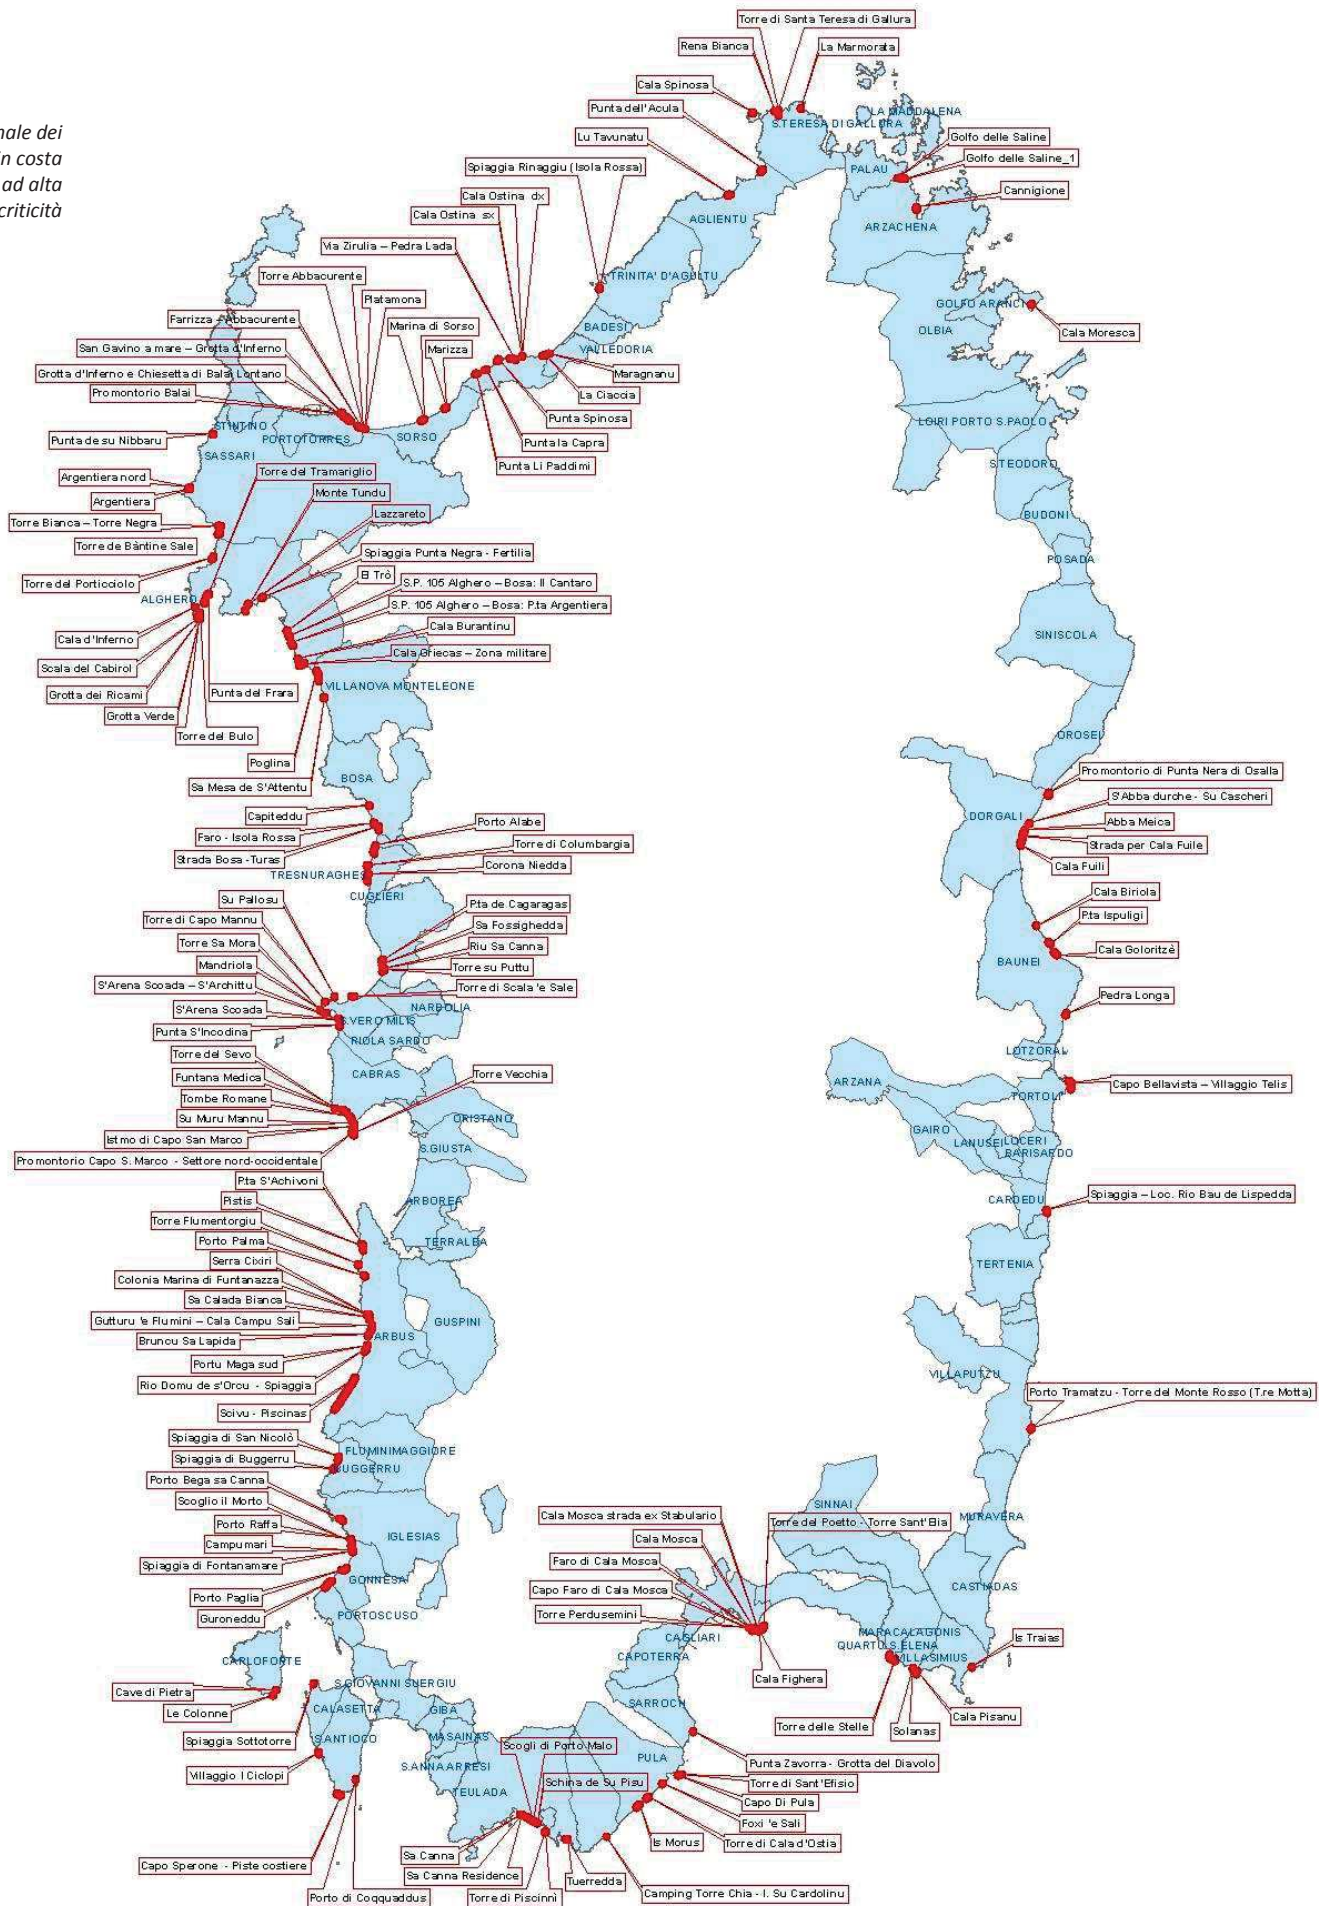 nale dei
in costa
ad alta
criticità
Torre di Santa Teresa di Gallura
Rena Bianca
La Marmorata
Cala Spinosa
Punta dell'Acula
Lu Tavunatu
Spiaggia Rinaggiu (Isola Rossa)
Cala Ostina dx
Cala Ostina sx
Via Zirulia – Pedra Lada
Torre Abbacurente
Platamona
Farrizza – Abbacurente
Marina di Sorso
San Gavino a mare – Grotta d'Inferno
Marizza
Grotta d'Inferno e Chiesetta di Balai Lontano
Promontorio Balai
Punta de su Nibbaru
LA MADDALENA
S.TERESA DI GALLURA
Golfo delle Saline
Golfo delle Saline_1
PALAU
Cannigione
ARZACHENA
AGLIENTU
TRINITA' D'AGULTU
GOLFO ARANCI
OLBIA
Cala Moresca
BADESI
VALLEDORIA
Maragnanu
La Ciaccia
Punta Spinosa
Punta la Capra
Punta Li Paddimi
STINTINO
PORTOTORRES
SORSO
SASSARI
LOIRI PORTO S.PAOLO
S.TEODORO
BUDONI
POSADA
SINISCOLA
OROSEI
Argentiera nord
Argentiera
Torre Bianca – Torre Negra
Torre de Bàntine Sale
Torre del Porticciolo
Torre del Tramariglio
Monte Tundu
Lazzareto
Spiaggia Punta Negra - Fertilia
El Trò
S.P. 105 Alghero – Bosa: Il Cantaro
S.P. 105 Alghero – Bosa: P.ta Argentiera
Cala Burantinu
Cala Griecas – Zona militare
ALGHERO
Cala d'Inferno
Scala del Cabirol
Grotta dei Ricami
Grotta Verde
Punta del Frara
Torre del Bulo
VILLANOVA MONTELEONE
Poglina
Sa Mesa de S'Attentu
BOSA
Capiteddu
Faro - Isola Rossa
Strada Bosa -Turas
Porto Alabe
Torre di Columbargia
Corona Niedda
TRESNURAGHES
CUGLIERI
Promontorio di Punta Nera di Osalla
S'Abba durche - Su Cascheri
Abba Meica
Strada per Cala Fuile
Cala Fuili
DORGALI
Cala Biriola
P.ta Ispuligi
Cala Goloritzè
BAUNEI
Pedra Longa
Su Pallosu
Torre di Capo Mannu
Torre Sa Mora
Mandriola
S'Arena Scoada – S'Archittu
S'Arena Scoada
Punta S'Incodina
P.ta de Cagaragas
Sa Fossighedda
Riu Sa Canna
Torre su Puttu
Torre di Scala 'e Sale
NARBOLIA
S.VERO MILIS
RIOLA SARDO
CABRAS
Torre del Sevo
Funtana Medica
Tombe Romane
Su Muru Mannu
Istmo di Capo San Marco
Promontorio Capo S. Marco - Settore nord-occidentale
Torre Vecchia
ORISTANO
S.GIUSTA
ARBOREA
TERRALBA
LOTZORAI
ARZANA
TORTOLI'
Capo Bellavista – Villaggio Telis
GAIRO
LANUSEI
LOCERI
BARISARDO
CARDEDU
Spiaggia – Loc. Rio Bau de Lispedda
TERTENIA
P.ta S'Achivoni
Pistis
Torre Flumentorgiu
Porto Palma
Serra Cixiri
Colonia Marina di Funtanazza
Sa Calada Bianca
Gutturu 'e Flumini – Cala Campu Sali
Bruncu Sa Lapida
Portu Maga sud
Rio Domu de s'Orcu - Spiaggia
Scivu - Piscinas
ARBUS
GUSPINI
VILLAPUTZU
Porto Tramatzu - Torre del Monte Rosso (T.re Motta)
Spiaggia di San Nicolò
Spiaggia di Buggerru
Porto Bega sa Canna
Scoglio il Morto
Porto Raffa
Campumari
Spiaggia di Fontanamare
Porto Paglia
Guroneddu
FLUMINIMAGGIORE
BUGGERRU
IGLESIAS
GONNESA
PORTOSCUSO
SINNAI
MURAVERA
CASTIADAS
MARACALAGONIS
QUARTU S.ELENA
VILLASIMIUS
Cala Mosca strada ex Stabulario
Torre del Poetto - Torre Sant'Elia
Cala Mosca
Faro di Cala Mosca
Capo Faro di Cala Mosca
Torre Perdusemini
CAGLIARI
CAPOTERRA
Cala Fighera
Is Traias
Cala Pisanu
Solanas
Torre delle Stelle
SARROCH
PULA
Punta Zavorra - Grotta del Diavolo
Torre di Sant'Efisio
Capo Di Pula
Foxi 'e Sali
Torre di Cala d'Ostia
Is Morus
Camping Torre Chia - I. Su Cardolinu
CARLOFORTE
Cave di Pietra
Le Colonne
S.GIOVANNI SUERGIU
CALASETTA
S.ANTIOCO
GIBA
MASAINAS
S.ANNA ARRESI
TEULADA
Spiaggia Sottotorre
Villaggio I Ciclopi
Capo Sperone - Piste costiere
Porto di Coqquaddus
Scogli di Porto Malo
Schina de Su Pisu
Sa Canna
Sa Canna Residence
Torre di Piscinnì
Tuerredda